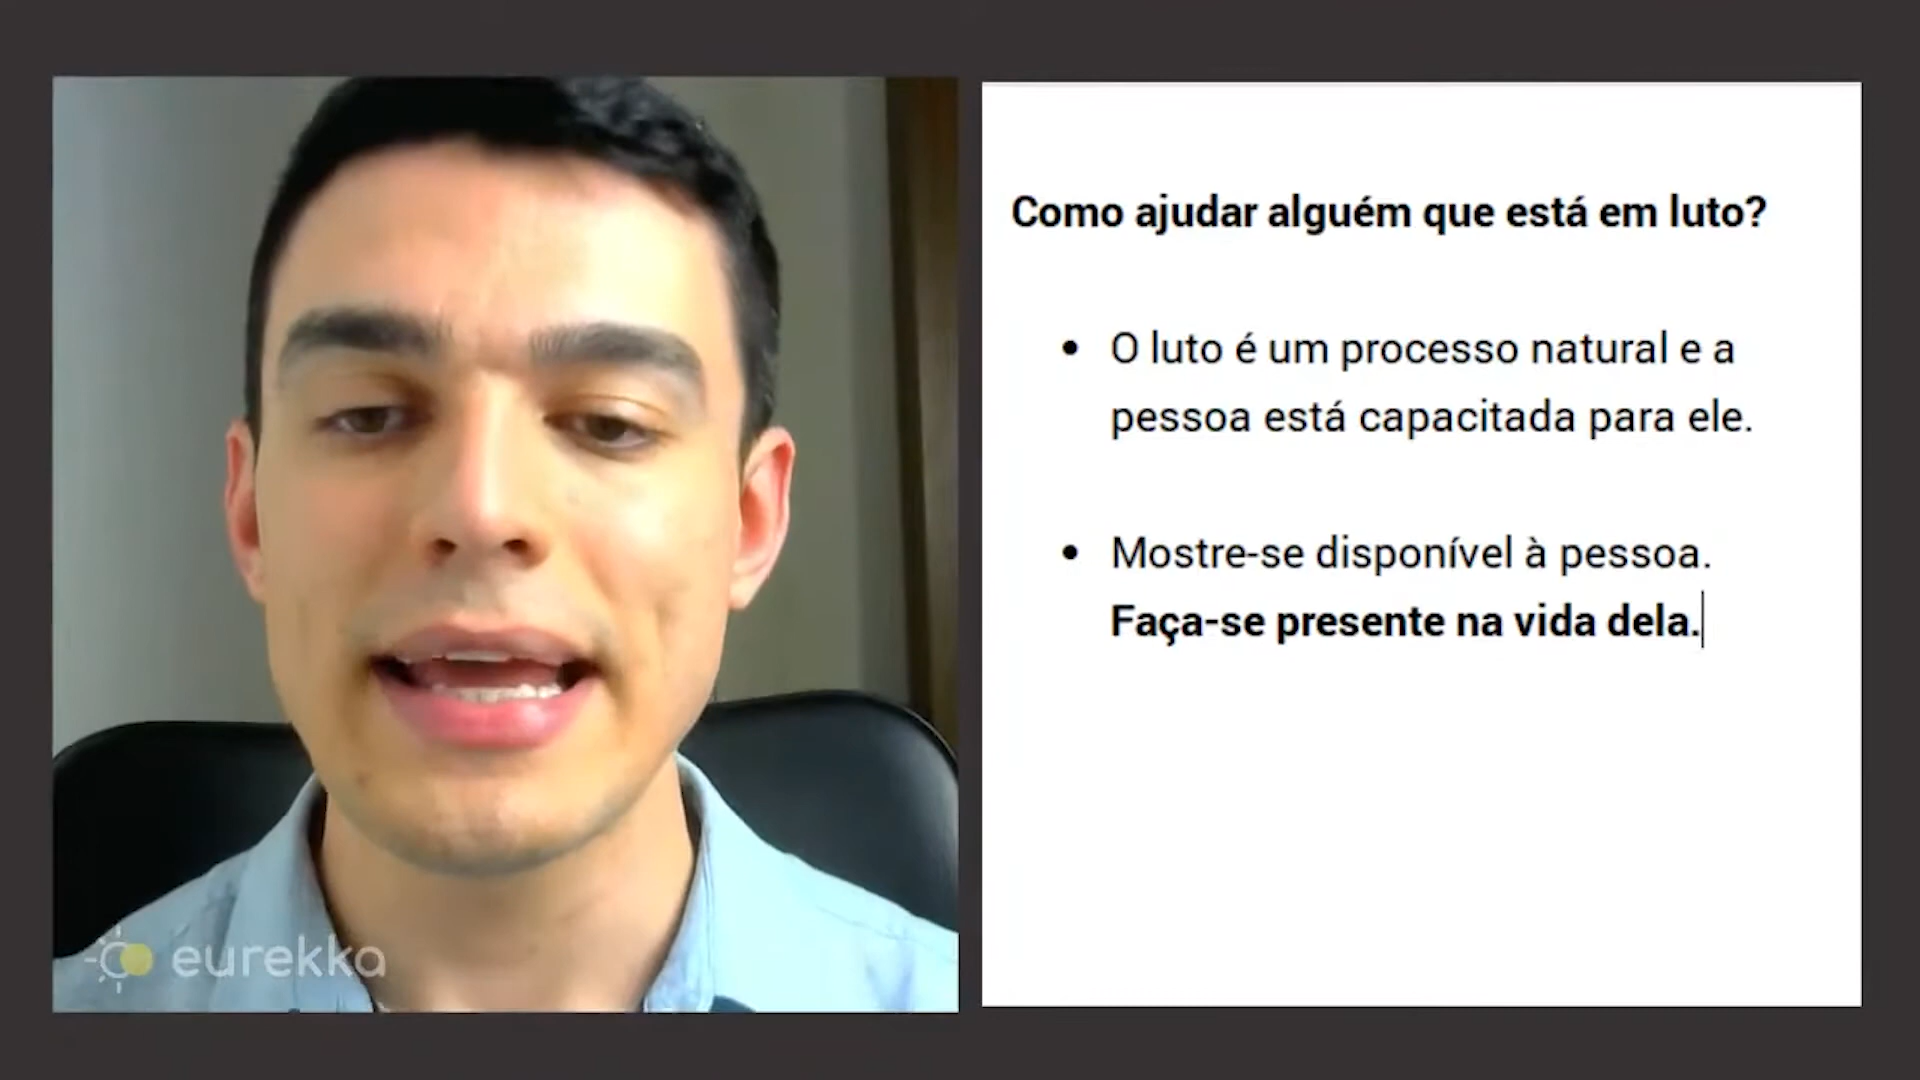 Como ajudar alguém que está em luto?
• O luto é um processo natural e a
pessoa está capacitada para ele.
• Mostre-se disponível à pessoa.
Faça-se presente na vida dela.
eurekka